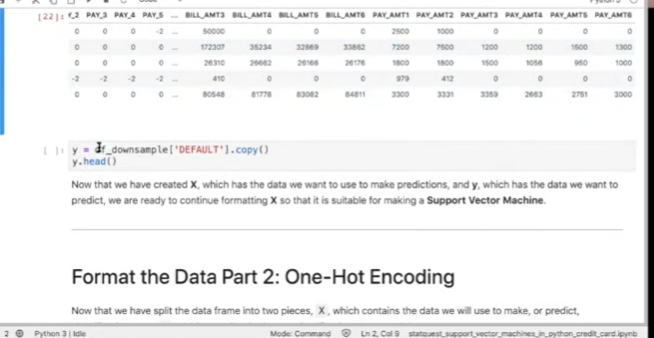 [22]: PAY_3 PAY_4 PAY_5 ... BILL_AMT3 BILL_AMT4 BILL_AMT5 BILL_AMT6 PAY_AMT1 PAY_AMT2 PAY_AMT3 PAY_AMT4 PAY_AMT5 PAY_AMT6
0 0 0 -2 ... 50000 0 0 0 2500 1000 0 0 0 0
0 0 0 0 ... 172307 35234 32869 33862 7200 7500 1200 1200 1500 1300
0 0 0 0 ... 26310 26662 26166 26176 1800 1800 1500 1056 950 1000
-2 -2 -2 -2 ... 410 0 0 0 979 412 0 0 0 0
0 0 0 0 ... 80548 81778 83082 84811 3300 3331 3359 2663 2751 3000
[ ]: y = df_downsample['DEFAULT'].copy()
y.head()
Now that we have created X, which has the data we want to use to make predictions, and y, which has the data we want to
predict, we are ready to continue formatting X so that it is suitable for making a Support Vector Machine.
Format the Data Part 2: One-Hot Encoding
Now that we have split the data frame into two pieces, X, which contains the data we will use to make, or predict,
2 Python 3 | Idle Mode: Command Ln 2, Col 9 statquest_support_vector_machines_in_python_credit_card.ipynb